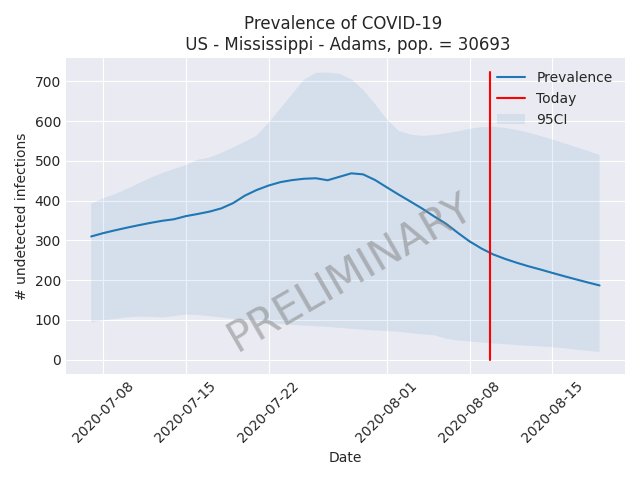 Prevalence of COVID-19
US - Mississippi - Adams, pop. = 30693
Prevalence
Today
95CI
# undetected infections
700
600
500
400
300
200
100
0
PRELIMINARY
2020-07-08
2020-07-15
2020-07-22
2020-08-01
2020-08-08
2020-08-15
Date